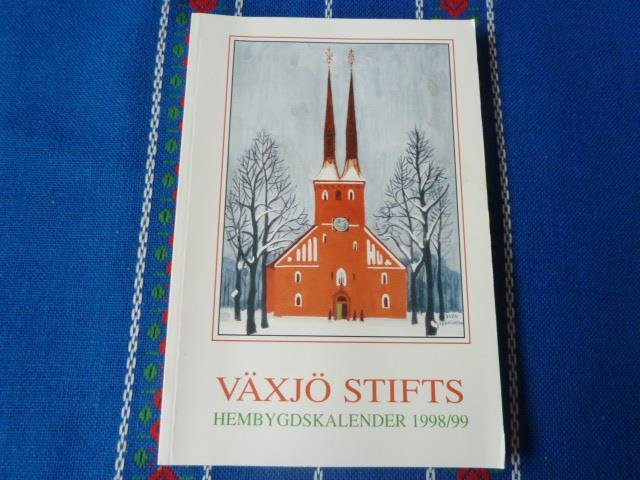 VÄXJÖ STIFTS
HEMBYGDSKALENDER 1998/99